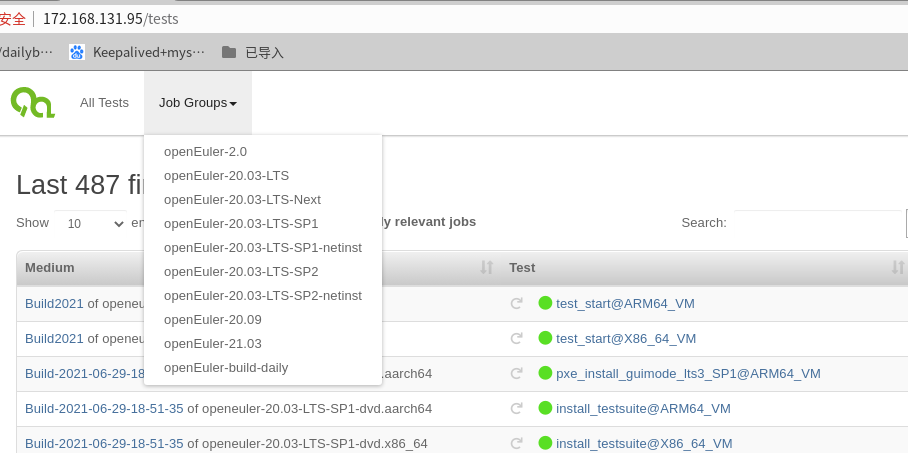 安全 172.168.131.95/tests
/dailyb… Keepalived+mys… 已导入
All Tests Job Groups
openEuler-2.0
openEuler-20.03-LTS
openEuler-20.03-LTS-Next
openEuler-20.03-LTS-SP1
openEuler-20.03-LTS-SP1-netinst
openEuler-20.03-LTS-SP2
openEuler-20.03-LTS-SP2-netinst
openEuler-20.09
openEuler-21.03
openEuler-build-daily
Last 487 fi
Show 10 en ly relevant jobs Search:
Medium Test
Build2021 of openeu test_start@ARM64_VM
Build2021 of openeu test_start@X86_64_VM
Build-2021-06-29-18 .aarch64 pxe_install_guimode_lts3_SP1@ARM64_VM
Build-2021-06-29-18-51-35 of openeuler-20.03-LTS-SP1-dvd.aarch64 install_testsuite@ARM64_VM
Build-2021-06-29-18-51-35 of openeuler-20.03-LTS-SP1-dvd.x86_64 install_testsuite@X86_64_VM